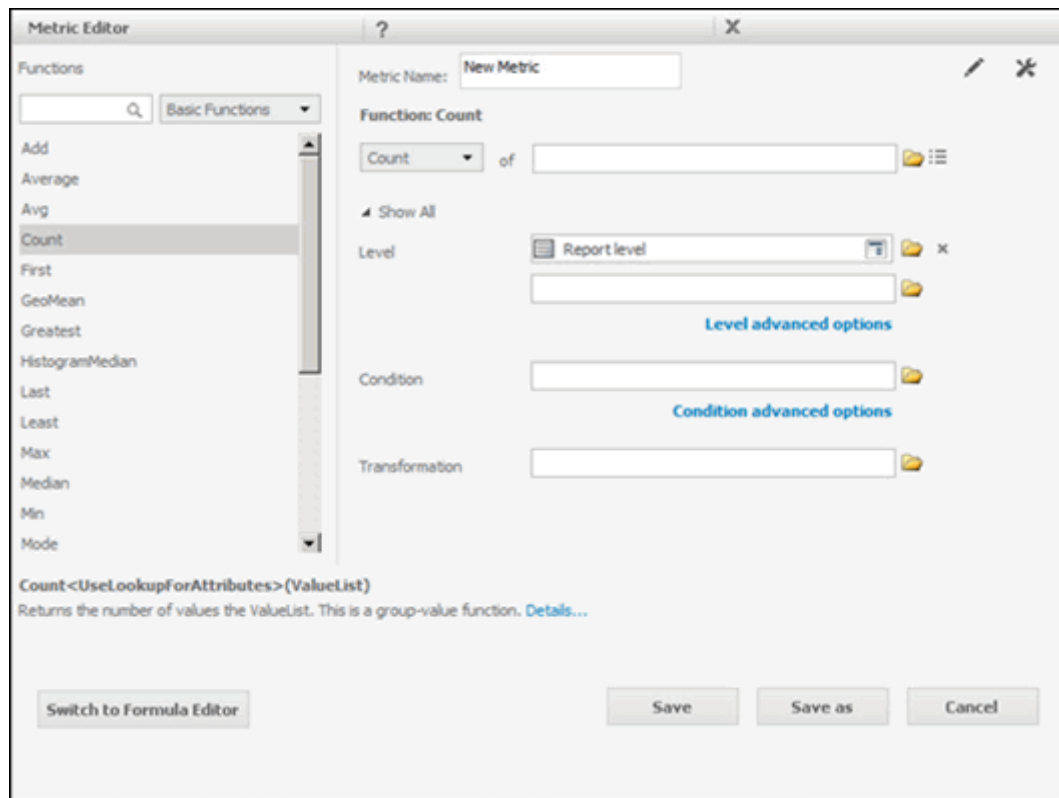 Metric Editor ? X
Functions
Basic Functions
Add
Average
Avg
Count
First
GeoMean
Greatest
HistogramMedian
Last
Least
Max
Median
Min
Mode
Metric Name: New Metric
Function: Count
Count of
Show All
Level Report level
Level advanced options
Condition
Condition advanced options
Transformation
Count<UseLookupForAttributes>(ValueList)
Returns the number of values the ValueList. This is a group-value function. Details...
Switch to Formula Editor Save Save as Cancel